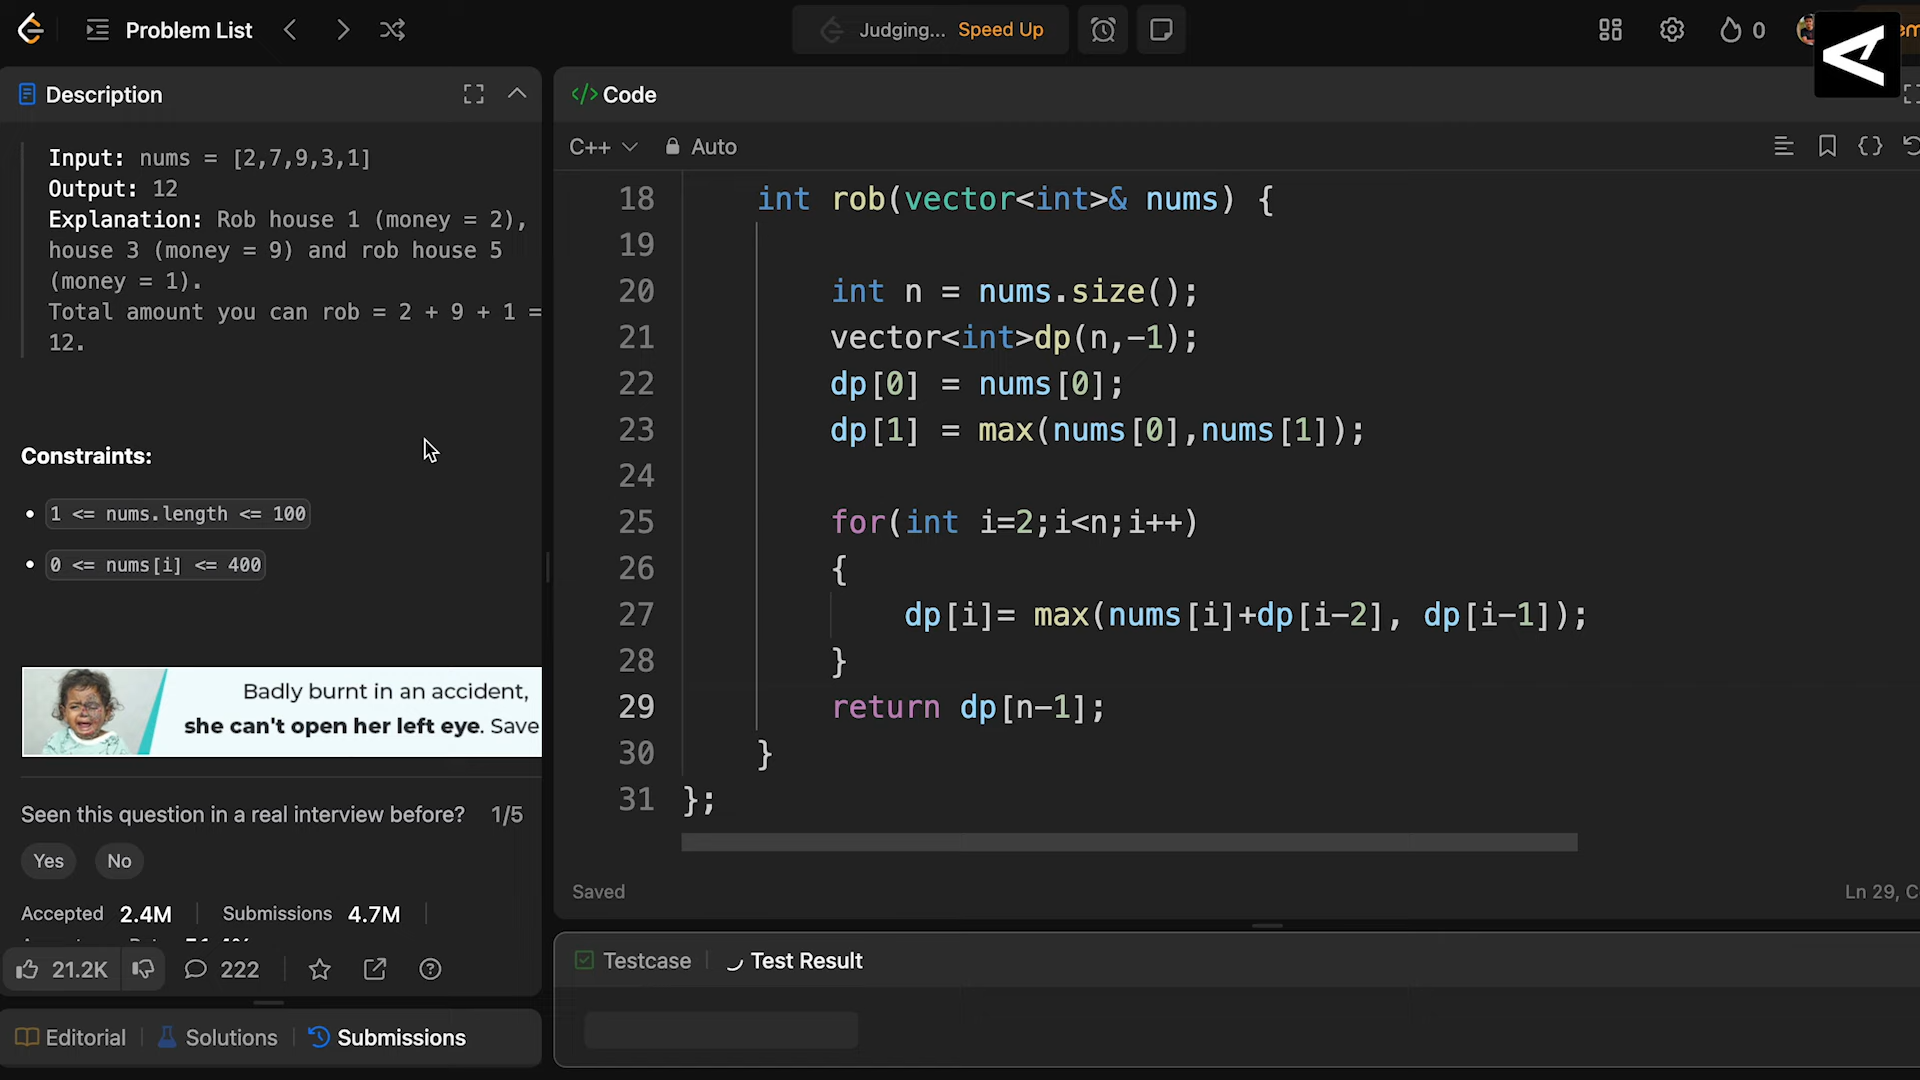 Problem List
Judging... Speed Up
0
Description
Input: nums = [2,7,9,3,1]
Output: 12
Explanation: Rob house 1 (money = 2),
house 3 (money = 9) and rob house 5
(money = 1).
Total amount you can rob = 2 + 9 + 1 =
12.
Constraints:
1 <= nums.length <= 100
0 <= nums[i] <= 400
Badly burnt in an accident,
she can't open her left eye. Save
Seen this question in a real interview before? 1/5
Yes No
Accepted 2.4M Submissions 4.7M
21.2K 222
Editorial Solutions Submissions
</> Code
C++ Auto
18 int rob(vector<int>& nums) {
19
20 int n = nums.size();
21 vector<int>dp(n,-1);
22 dp[0] = nums[0];
23 dp[1] = max(nums[0],nums[1]);
24
25 for(int i=2;i<n;i++)
26 {
27 dp[i]= max(nums[i]+dp[i-2], dp[i-1]);
28 }
29 return dp[n-1];
30 }
31 };
Saved
Ln 29, C
Testcase Test Result